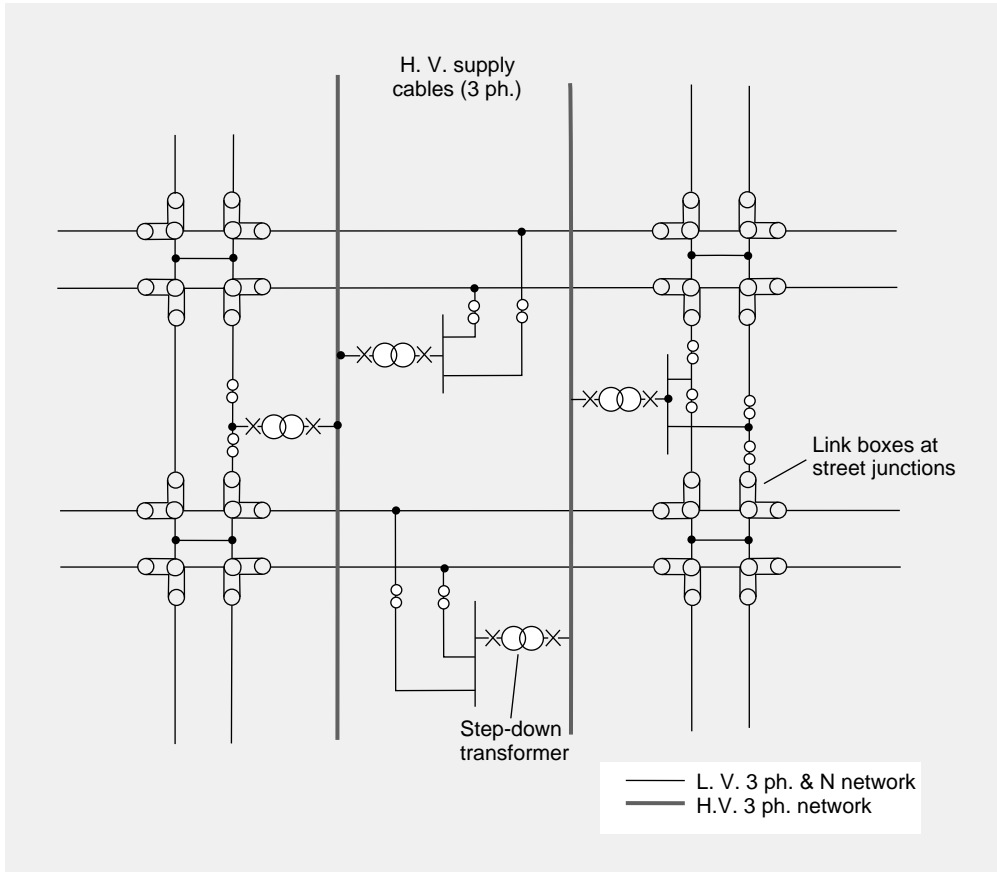 H. V. supply
cables (3 ph.)
Link boxes at
street junctions
Step-down
transformer
L. V. 3 ph. & N network
H.V. 3 ph. network